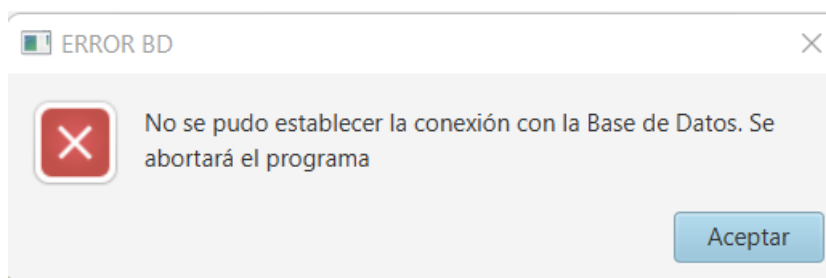 ERROR BD
No se pudo establecer la conexión con la Base de Datos. Se
abortará el programa
Aceptar